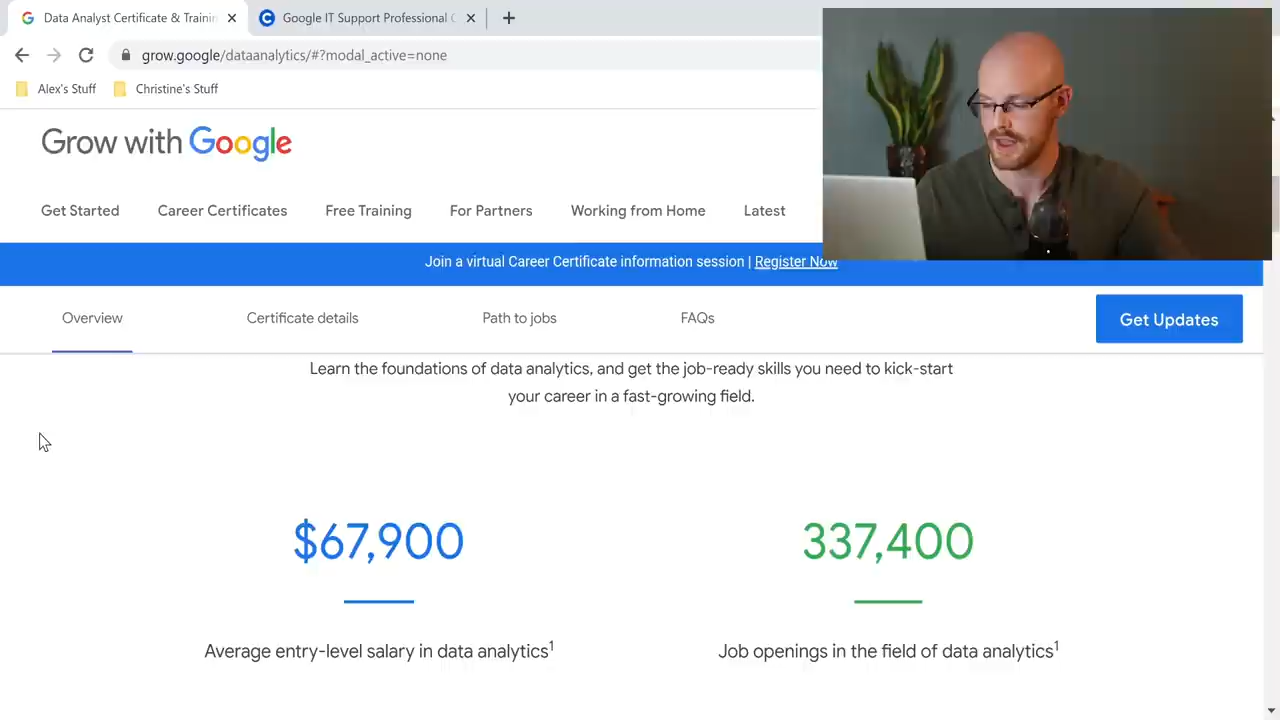 Data Analyst Certificate & Trainin
Google IT Support Professional C
grow.google/dataanalytics/#?modal_active=none
Alex's Stuff
Christine's Stuff
Grow with Google
Get Started
Career Certificates
Free Training
For Partners
Working from Home
Latest
Join a virtual Career Certificate information session | Register Now
Overview
Certificate details
Path to jobs
FAQs
Get Updates
Learn the foundations of data analytics, and get the job-ready skills you need to kick-start
your career in a fast-growing field.
$67,900
337,400
Average entry-level salary in data analytics1
Job openings in the field of data analytics1